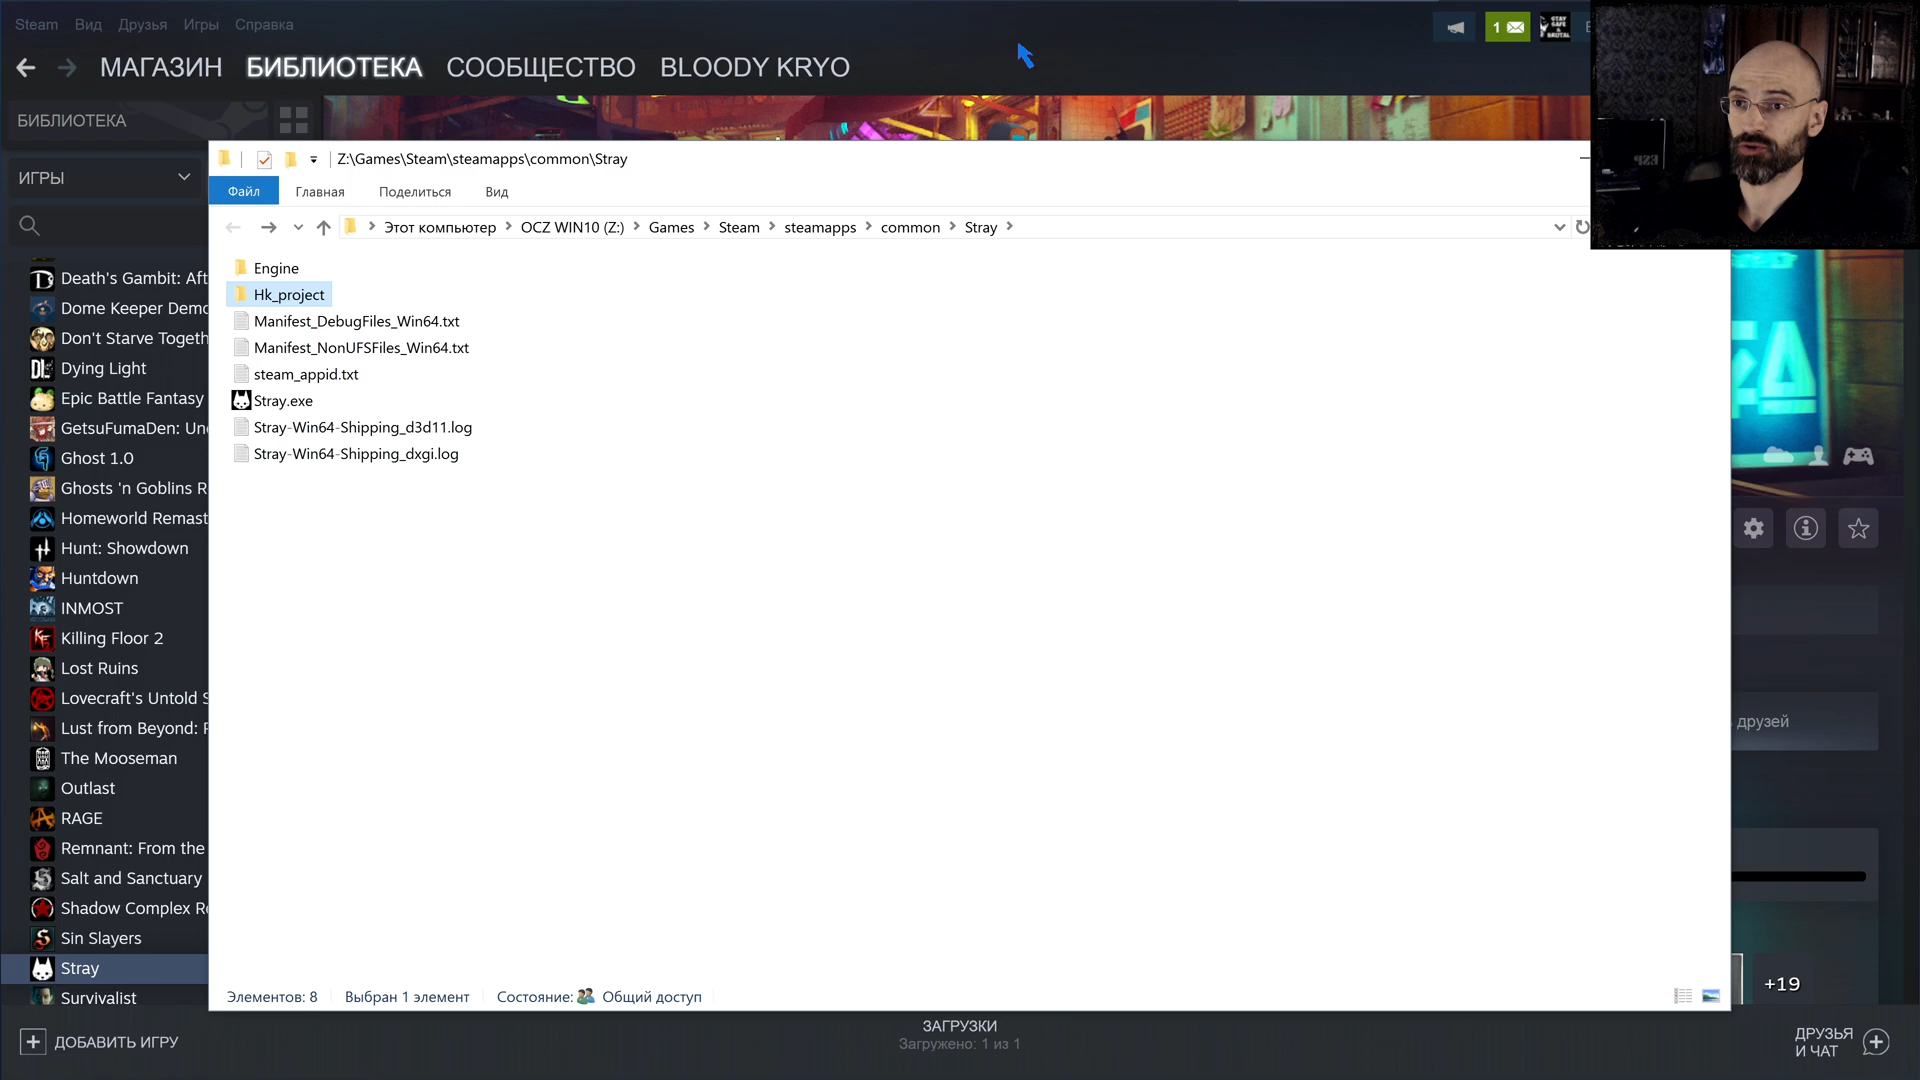 Steam Вид Друзья Игры Справка
1
STAY SAFE & BRUTAL
МАГАЗИН БИБЛИОТЕКА СООБЩЕСТВО BLOODY KRYO
БИБЛИОТЕКА
Z:\Games\Steam\steamapps\common\Stray
ИГРЫ
Файл Главная Поделиться Вид
Этот компьютер OCZ WIN10 (Z:) Games Steam steamapps common Stray
Engine
Hk_project
Manifest_DebugFiles_Win64.txt
Manifest_NonUFSFiles_Win64.txt
steam_appid.txt
Stray.exe
Stray-Win64-Shipping_d3d11.log
Stray-Win64-Shipping_dxgi.log
Death's Gambit: Aft
Dome Keeper Demo
Don't Starve Togeth
Dying Light
Epic Battle Fantasy
GetsuFumaDen: Und
Ghost 1.0
Ghosts 'n Goblins R
Homeworld Remast
Hunt: Showdown
Huntdown
INMOST
Killing Floor 2
Lost Ruins
Lovecraft's Untold S
Lust from Beyond: P
The Mooseman
Outlast
RAGE
Remnant: From the
Salt and Sanctuary
Shadow Complex Re
Sin Slayers
Stray
Survivalist
друзей
+19
Элементов: 8 Выбран 1 элемент Состояние: Общий доступ
ДОБАВИТЬ ИГРУ
ЗАГРУЗКИ
Загружено: 1 из 1
ДРУЗЬЯ
И ЧАТ